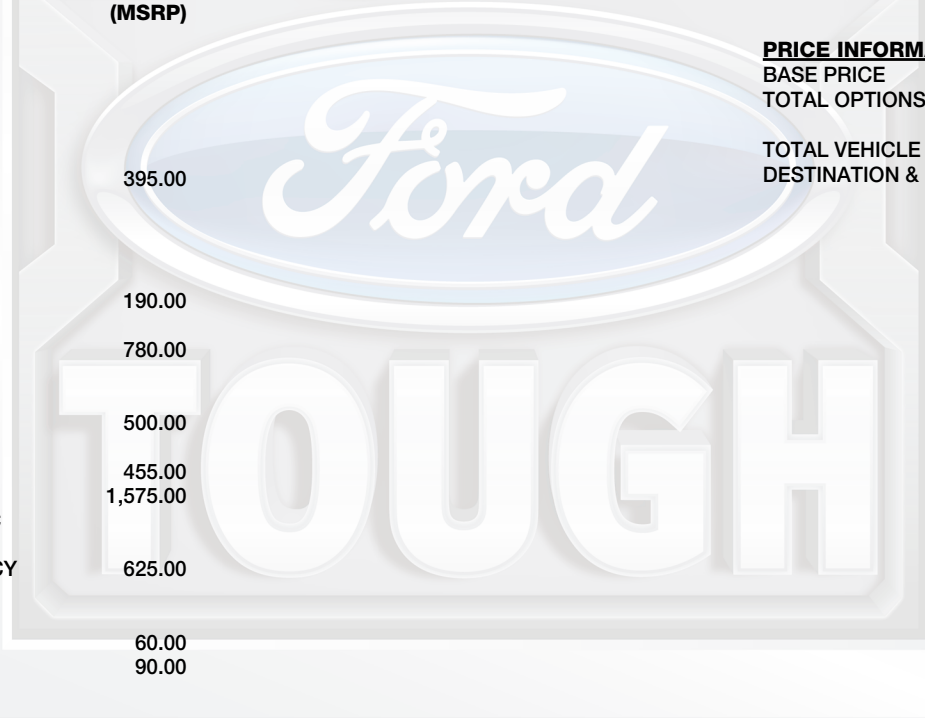 (MSRP)
395.00
190.00
780.00
500.00
455.00
1,575.00
CY
625.00
60.00
90.00
PRICE INFORMA
BASE PRICE
TOTAL OPTIONS
TOTAL VEHICLE
DESTINATION &
Ford
TOUGH